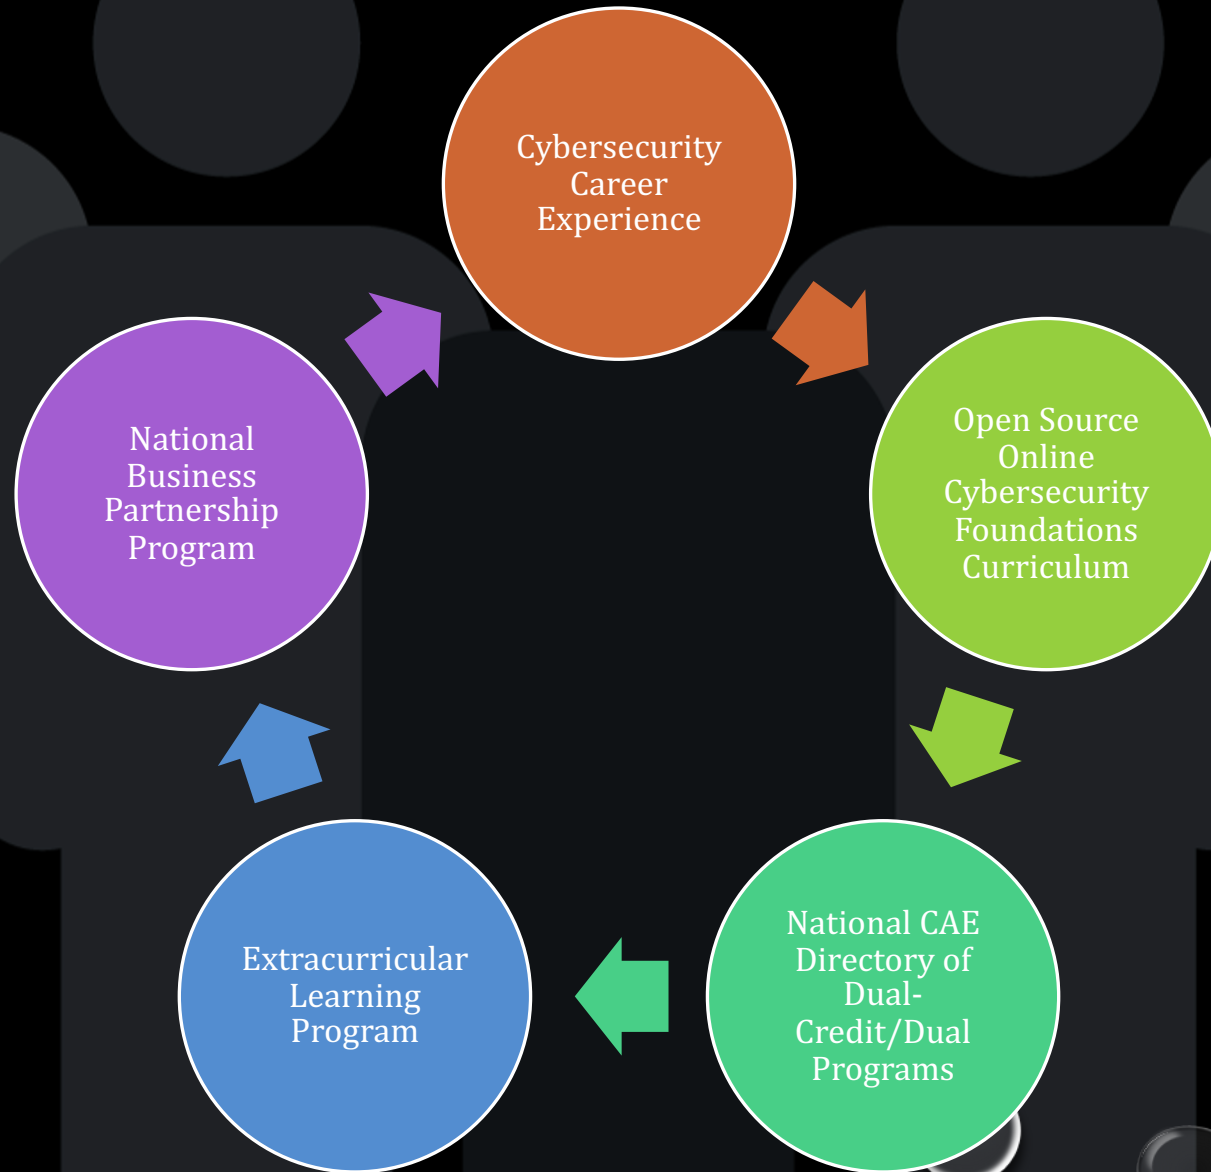 Cybersecurity
Career
Experience
Open Source
Online
Cybersecurity
Foundations
Curriculum
National CAE
Directory of
Dual-
Credit/Dual
Programs
Extracurricular
Learning
Program
National
Business
Partnership
Program